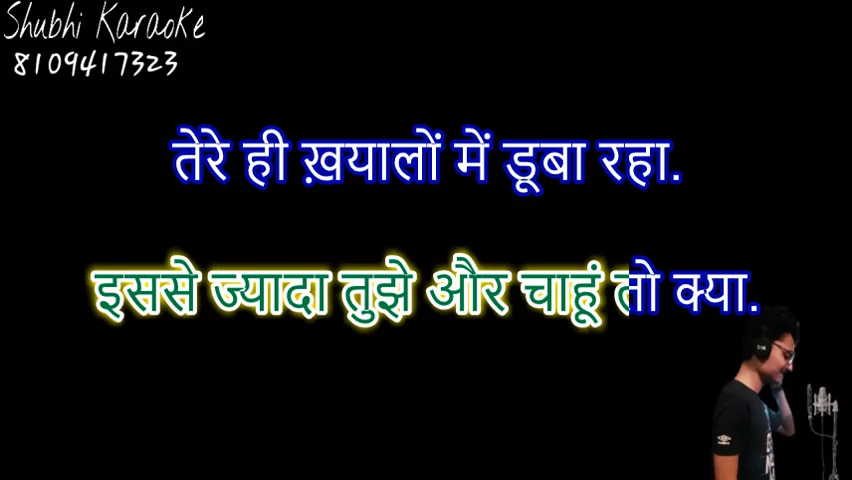 Shubhi Karaoke
8109417323
तेरे ही ख़यालों में डूबा रहा.
इससे ज्यादा तुझे और चाहूं तो क्या.